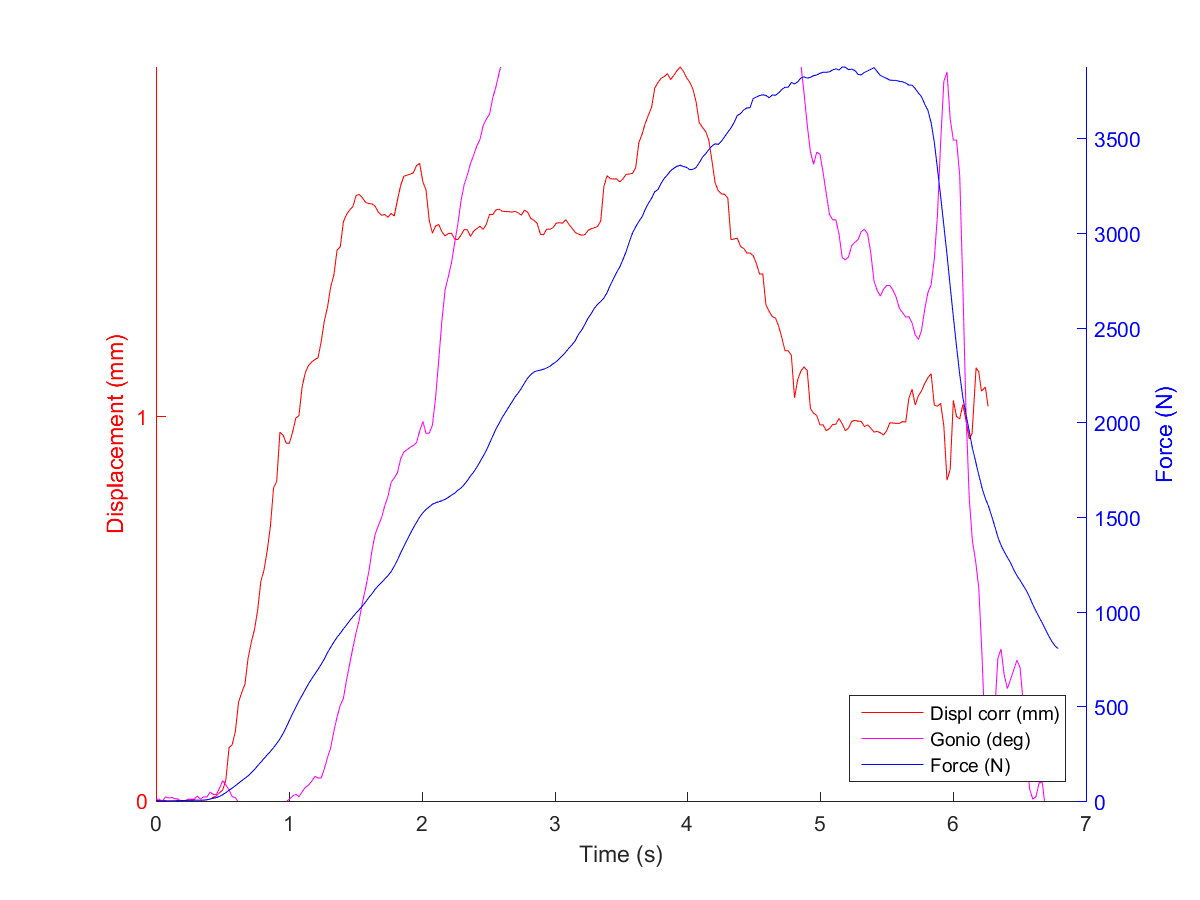 Displacement (mm)
1
0
3500
3000
2500
2000
1500
1000
500
0
Force (N)
Displ corr (mm)
Gonio (deg)
Force (N)
0 1 2 3 4 5 6 7
Time (s)